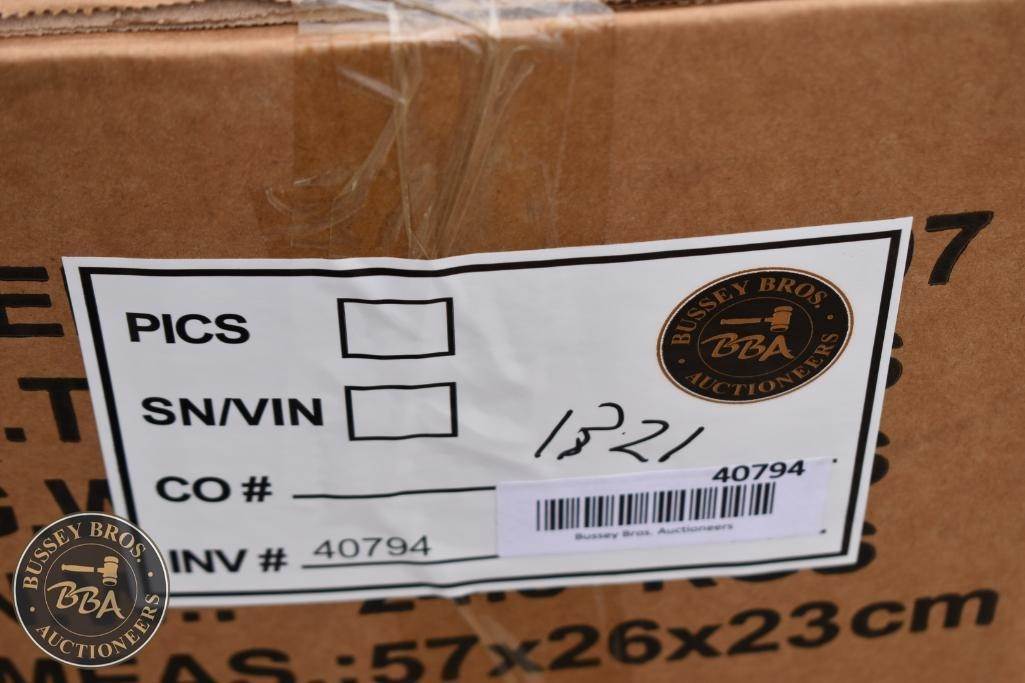 7
PICS
BUSSEY BROS.
BBA
AUCTIONEERS
SN/VIN
CO #
40794
Bussey Bros. Auctioneers
INV # 40794
BUSSEY BROS.
BBA
AUCTIONEERS
MEAS.:57x26x23cm